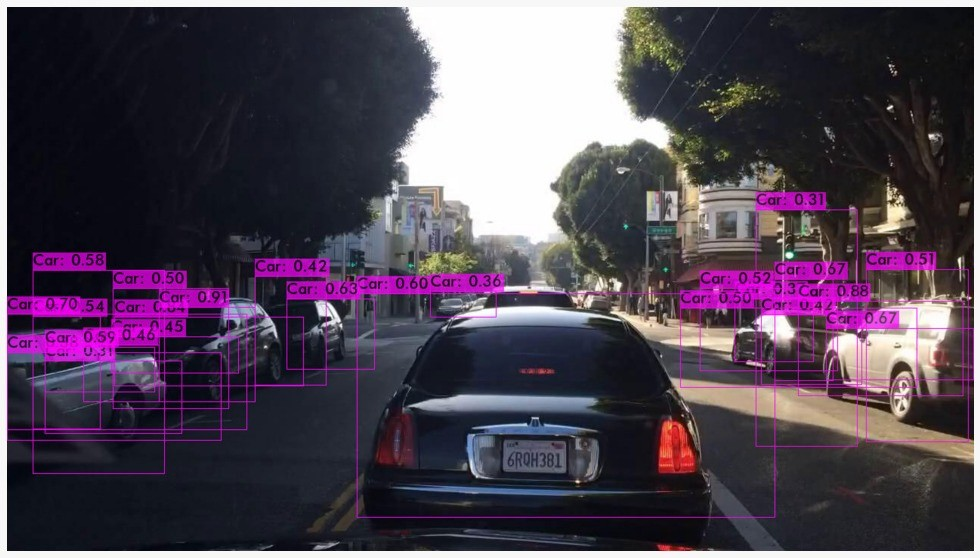 Car: 0.31
Car: 0.58
Car: 0.51
Car: 0.42
Car: 0.67
Car: 0.50
Car: 0.52
Car: 0.63
Car: 0.60
Car: 0.36
Car: 0.91
Car: 0.88
Car: 0.50
Car: 0.70
Car: 0.67
Car: 0.45
Car: 0.59
0.46
6RQH381